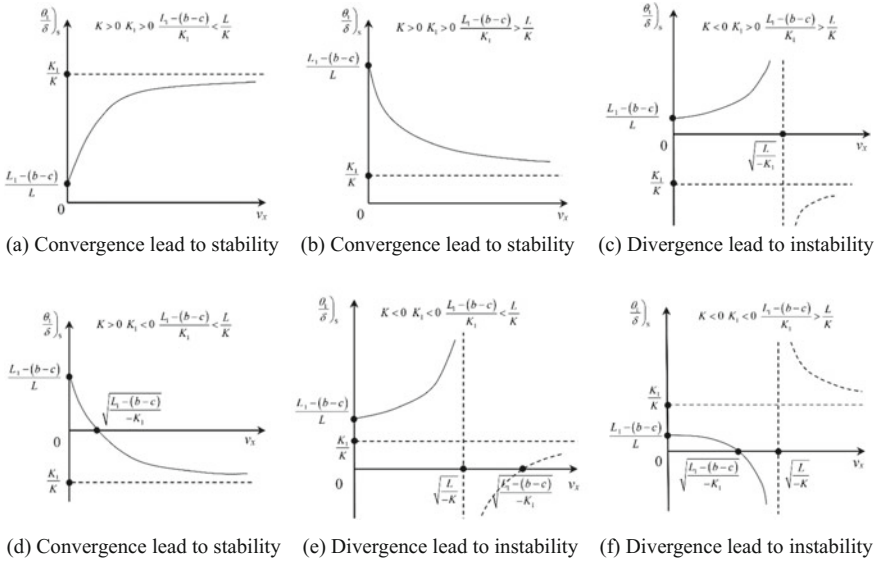 θ₁/δ)ₛ K>0 K₁>0 L₁−(b−c)/K₁ < L/K
K₁/K
L₁−(b−c)/L
0
vₓ
(a) Convergence lead to stability
θ₁/δ)ₛ K>0 K₁>0 L₁−(b−c)/K₁ > L/K
L₁−(b−c)/L
K₁/K
0
vₓ
(b) Convergence lead to stability
θ₁/δ)ₛ K<0 K₁>0 L₁−(b−c)/K₁ > L/K
L₁−(b−c)/L
0
√(L/−K₁)
vₓ
K₁/K
(c) Divergence lead to instability
θ₁/δ)ₛ K>0 K₁<0 L₁−(b−c)/K₁ < L/K
L₁−(b−c)/L
√(L₁−(b−c)/−K₁)
0
vₓ
K₁/K
(d) Convergence lead to stability
θ₁/δ)ₛ K<0 K₁<0 L₁−(b−c)/K₁ < L/K
L₁−(b−c)/L
K₁/K
0
√(L/−K)
√(L₁−(b−c)/−K₁)
vₓ
(e) Divergence lead to instability
θ₁/δ)ₛ K<0 K₁<0 L₁−(b−c)/K₁ > L/K
K₁/K
L₁−(b−c)/L
0
√(L₁−(b−c)/−K₁)
√(L/−K)
vₓ
(f) Divergence lead to instability